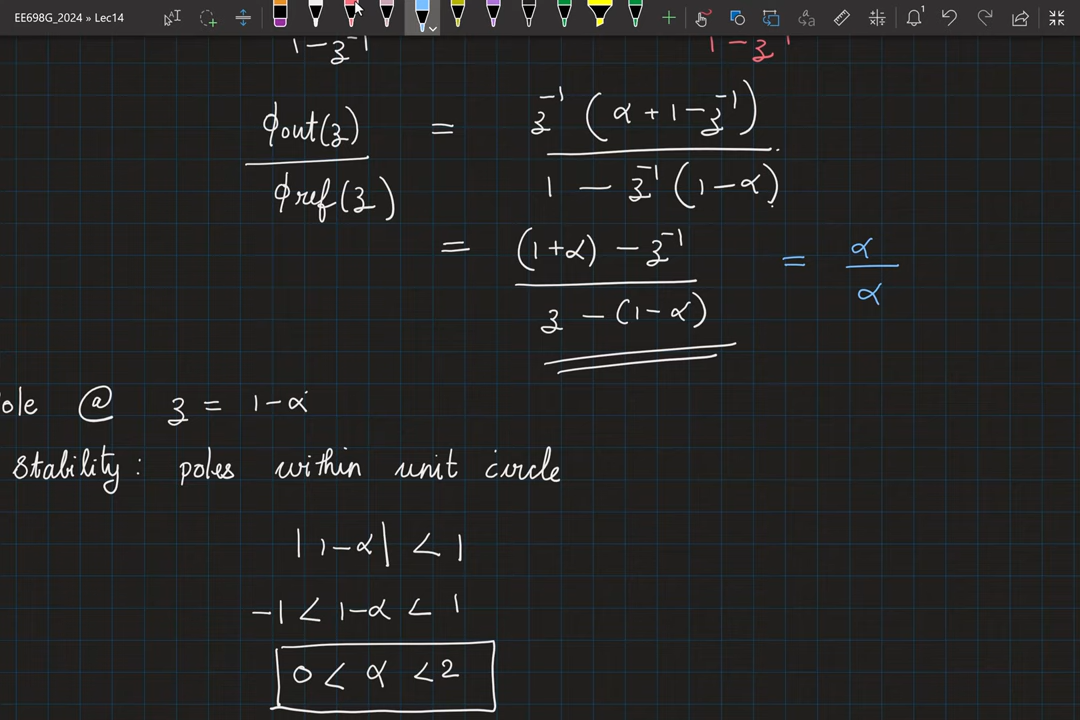 EE698G_2024 » Lec14
1 - z⁻¹ 1 - z⁻¹
ϕout(z) / ϕref(z) = z⁻¹ (α + 1 - z⁻¹) / 1 - z⁻¹ (1 - α)
= (1+α) - z⁻¹ / z - (1 - α) = α / α
ole @ z = 1 - α
stability: poles within unit circle
|1 - α| < 1
-1 < 1 - α < 1
0 < α < 2